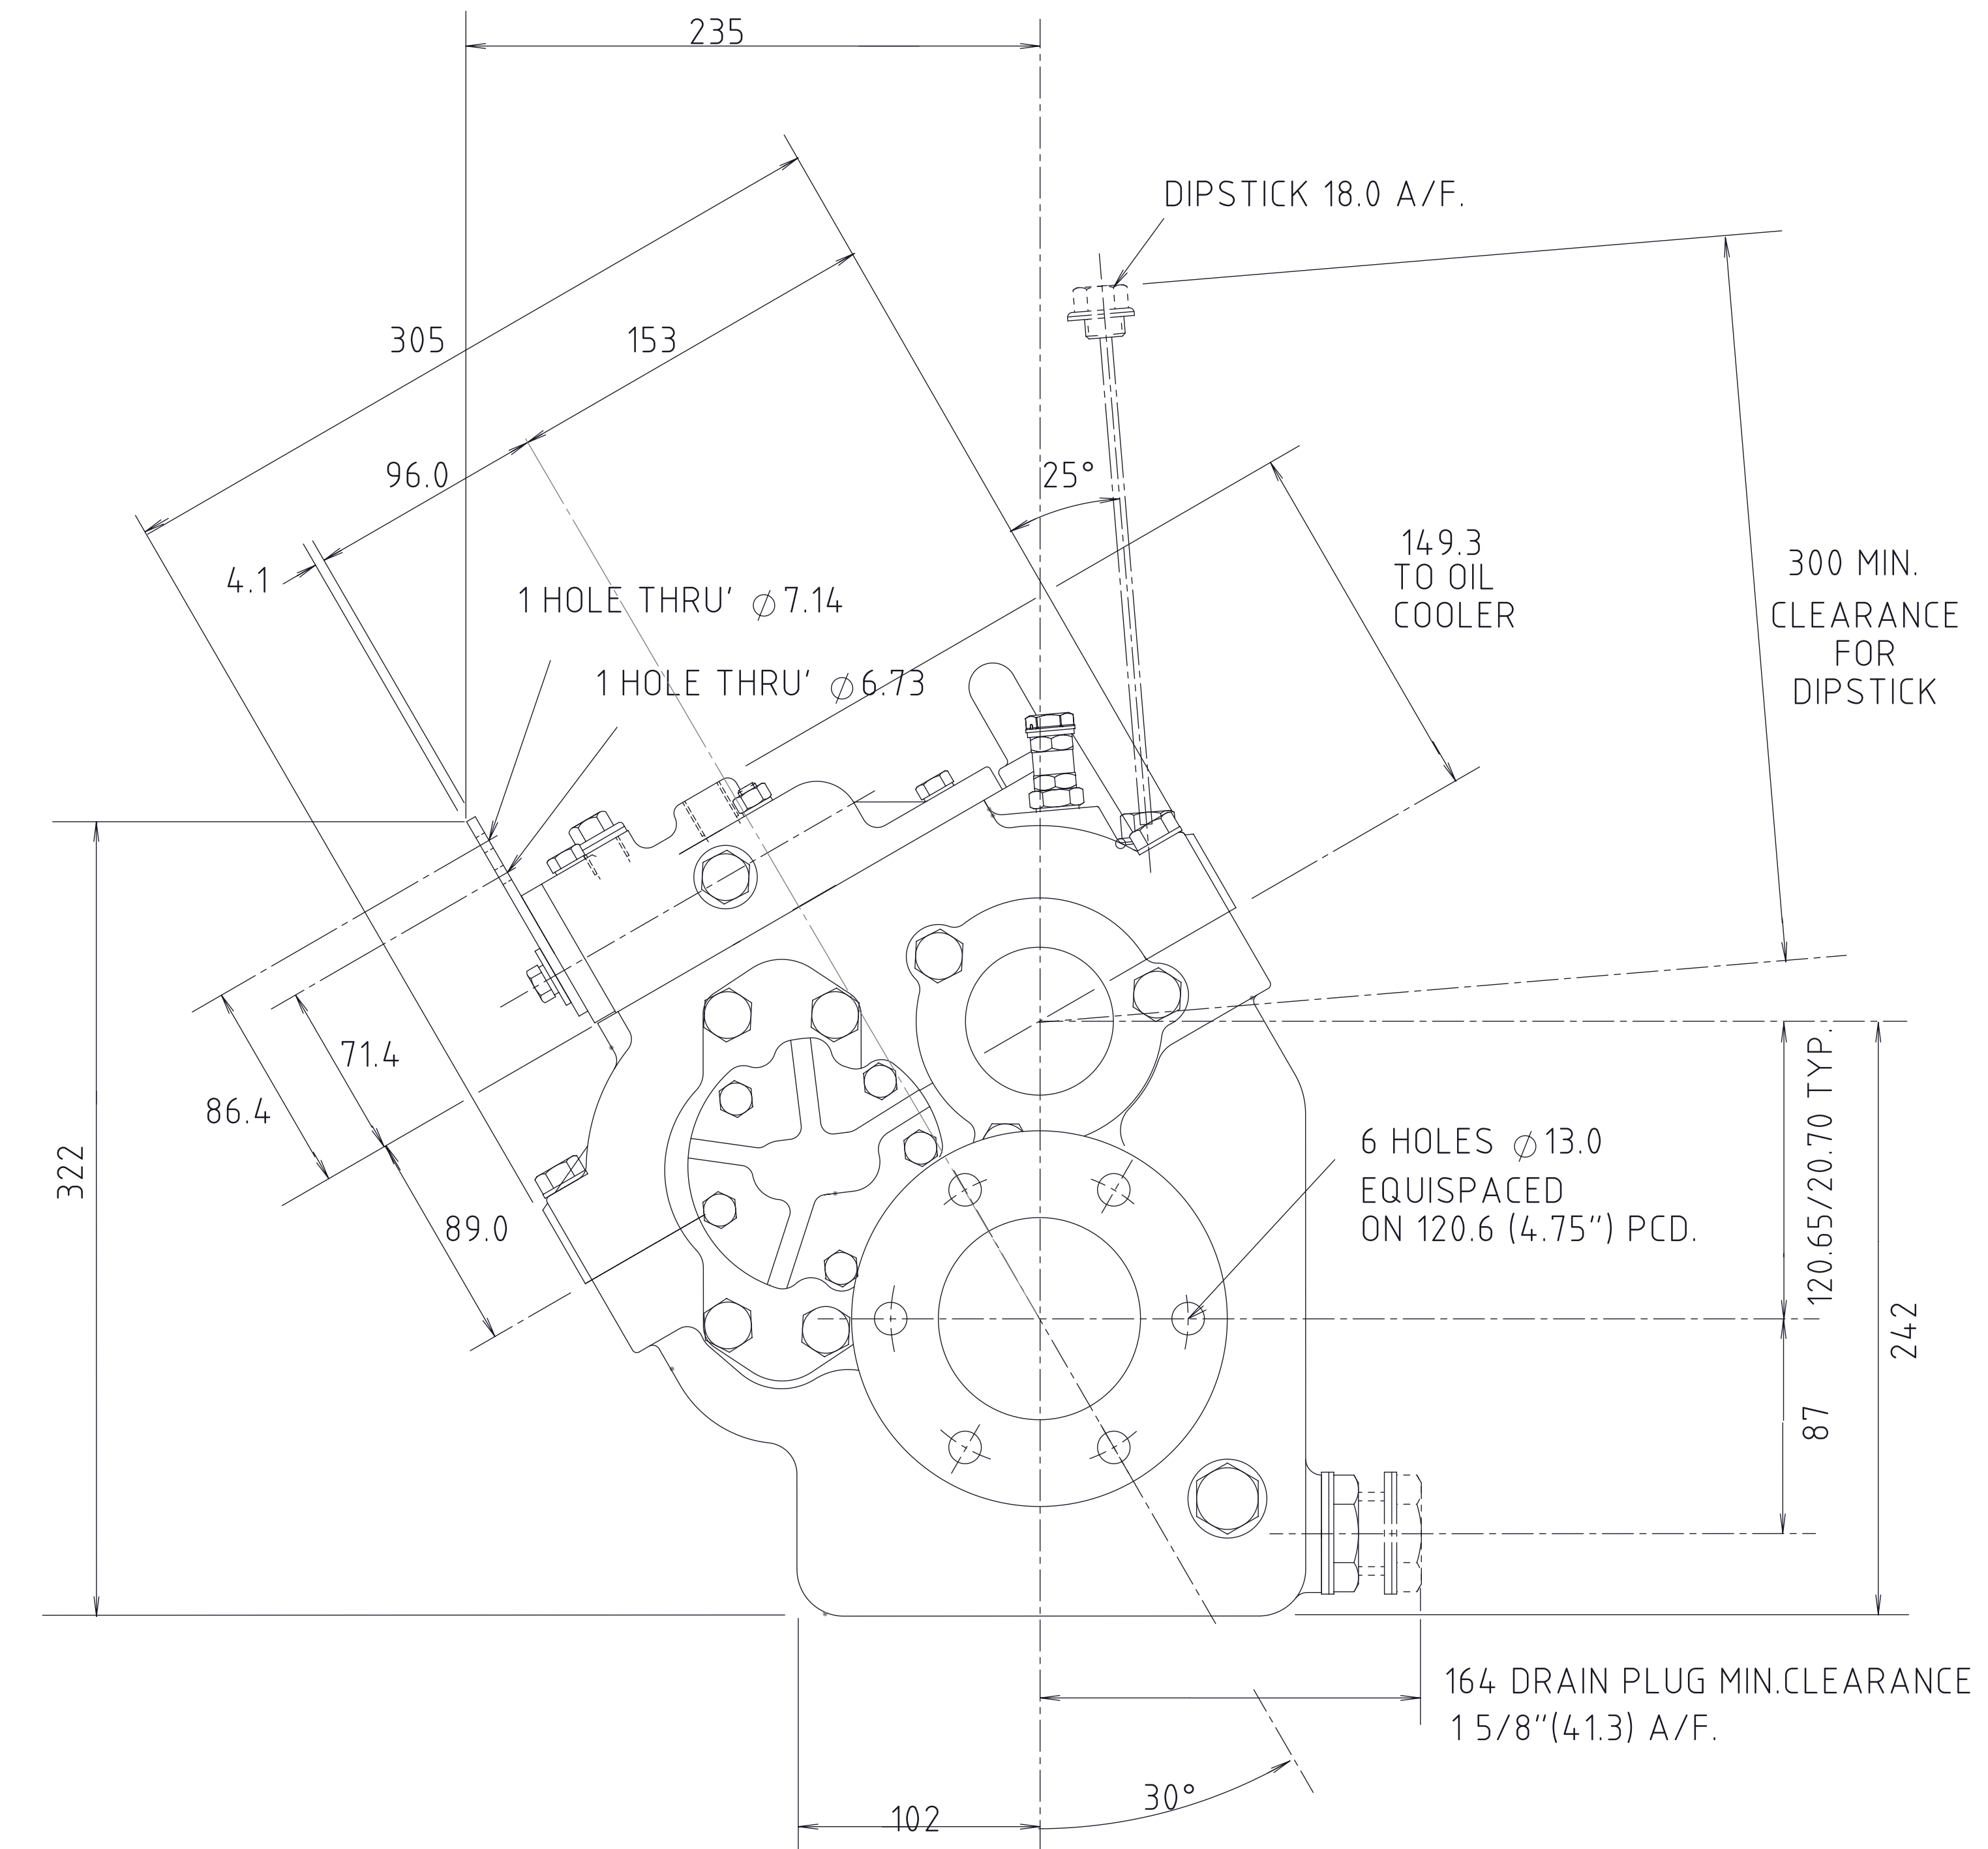 235
DIPSTICK 18.0 A/F.
305
153
96.0
25°
4.1
149.3
TO OIL
COOLER
300 MIN.
CLEARANCE
FOR
DIPSTICK
1 HOLE THRU' ⌀ 7.14
1 HOLE THRU' ⌀ 6.73
71.4
86.4
89.0
322
6 HOLES ⌀ 13.0
EQUISPACED
ON 120.6 (4.75") PCD.
120.65/20.70 TYP.
242
87
164 DRAIN PLUG MIN.CLEARANCE
1 5/8"(41.3) A/F.
30°
102